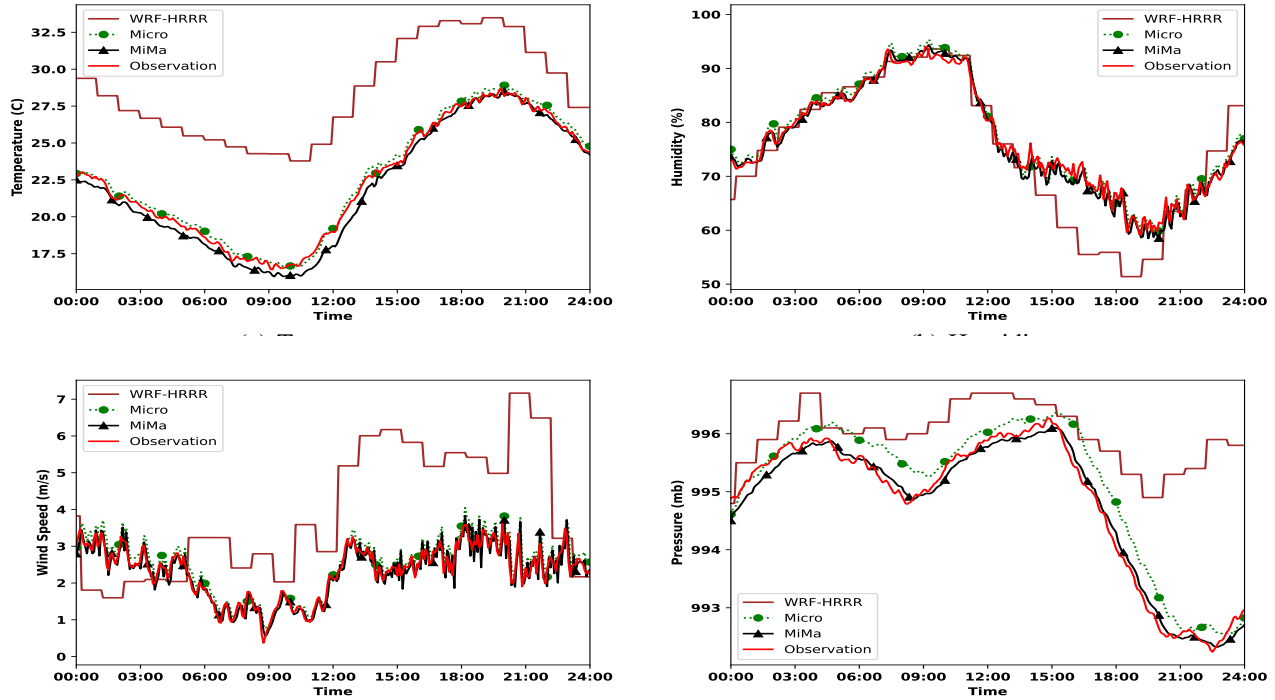 WRF-HRRR
Micro
MiMa
Observation
32.5
30.0
27.5
25.0
22.5
20.0
17.5
Temperature (C)
00:00 03:00 06:00 09:00 12:00 15:00 18:00 21:00 24:00
Time
WRF-HRRR
Micro
MiMa
Observation
100
90
80
70
60
50
Humidity (%)
00:00 03:00 06:00 09:00 12:00 15:00 18:00 21:00 24:00
Time
WRF-HRRR
Micro
MiMa
Observation
7
6
5
4
3
2
1
0
Wind Speed (m/s)
00:00 03:00 06:00 09:00 12:00 15:00 18:00 21:00 24:00
Time
996
995
994
993
Pressure (mb)
WRF-HRRR
Micro
MiMa
Observation
00:00 03:00 06:00 09:00 12:00 15:00 18:00 21:00 24:00
Time